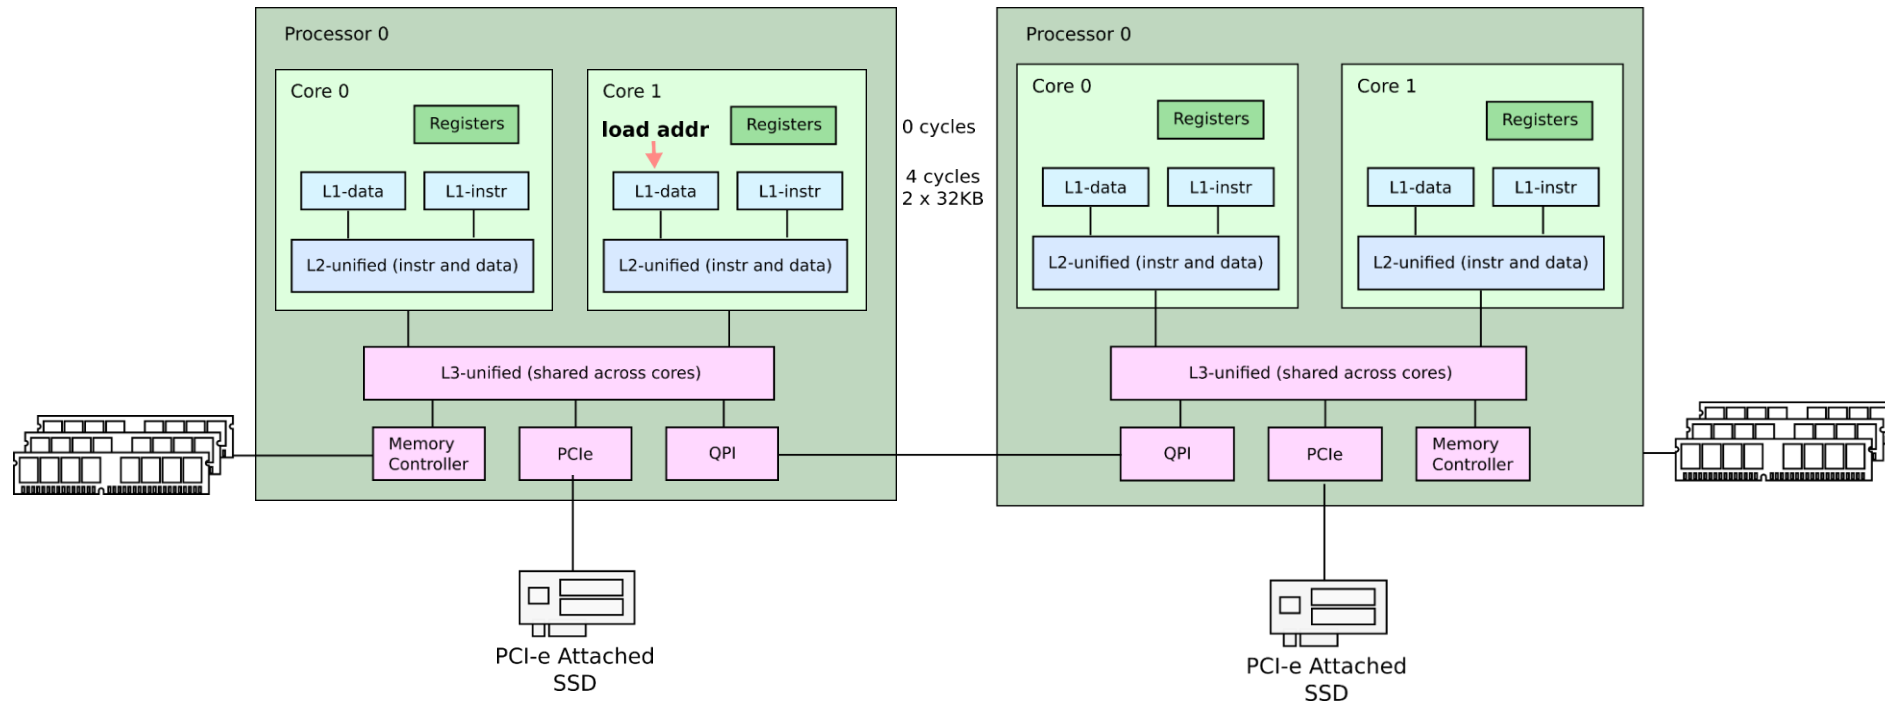 Processor 0
Core 0
Registers
L1-data
L1-instr
L2-unified (instr and data)
Core 1
load addr
Registers
L1-data
L1-instr
L2-unified (instr and data)
L3-unified (shared across cores)
Memory
Controller
PCIe
QPI
PCI-e Attached
SSD
0 cycles
4 cycles
2 x 32KB
Processor 0
Core 0
Registers
L1-data
L1-instr
L2-unified (instr and data)
Core 1
Registers
L1-data
L1-instr
L2-unified (instr and data)
L3-unified (shared across cores)
QPI
PCIe
Memory
Controller
PCI-e Attached
SSD